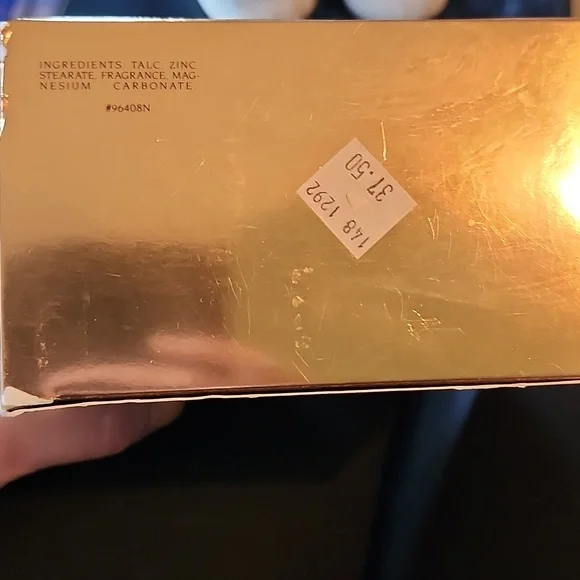 INGREDIENTS: TALC, ZINC
STEARATE, FRAGRANCE, MAG-
NESIUM CARBONATE
#96408N
148 1292
37.50